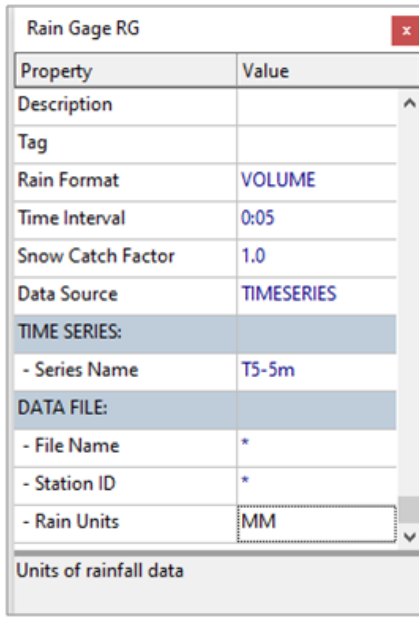 Rain Gage RG
x
Property Value
Description
Tag
Rain Format VOLUME
Time Interval 0:05
Snow Catch Factor 1.0
Data Source TIMESERIES
TIME SERIES:
- Series Name T5-5m
DATA FILE:
- File Name *
- Station ID *
- Rain Units MM
Units of rainfall data